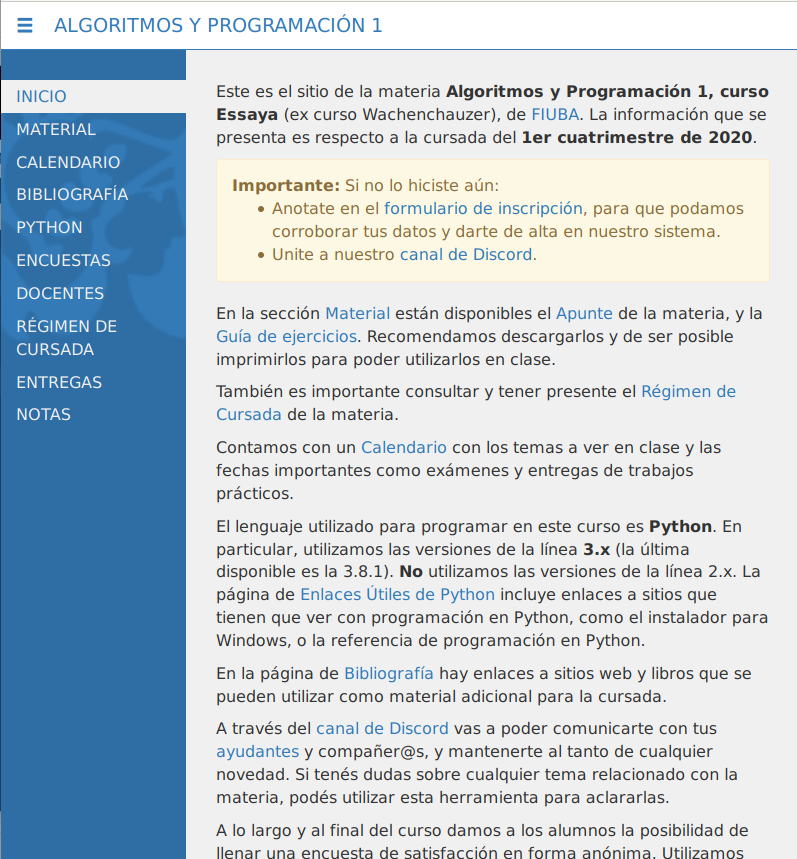 ALGORITMOS Y PROGRAMACIÓN 1
INICIO
MATERIAL
CALENDARIO
BIBLIOGRAFÍA
PYTHON
ENCUESTAS
DOCENTES
RÉGIMEN DE
CURSADA
ENTREGAS
NOTAS
Este es el sitio de la materia Algoritmos y Programación 1, curso
Essaya (ex curso Wachenchauzer), de FIUBA. La información que se
presenta es respecto a la cursada del 1er cuatrimestre de 2020.
Importante: Si no lo hiciste aún:
• Anotate en el formulario de inscripción, para que podamos
corroborar tus datos y darte de alta en nuestro sistema.
• Unite a nuestro canal de Discord.
En la sección Material están disponibles el Apunte de la materia, y la
Guía de ejercicios. Recomendamos descargarlos y de ser posible
imprimirlos para poder utilizarlos en clase.
También es importante consultar y tener presente el Régimen de
Cursada de la materia.
Contamos con un Calendario con los temas a ver en clase y las
fechas importantes como exámenes y entregas de trabajos
prácticos.
El lenguaje utilizado para programar en este curso es Python. En
particular, utilizamos las versiones de la línea 3.x (la última
disponible es la 3.8.1). No utilizamos las versiones de la línea 2.x. La
página de Enlaces Útiles de Python incluye enlaces a sitios que
tienen que ver con programación en Python, como el instalador para
Windows, o la referencia de programación en Python.
En la página de Bibliografía hay enlaces a sitios web y libros que se
pueden utilizar como material adicional para la cursada.
A través del canal de Discord vas a poder comunicarte con tus
ayudantes y compañer@s, y mantenerte al tanto de cualquier
novedad. Si tenés dudas sobre cualquier tema relacionado con la
materia, podés utilizar esta herramienta para aclararlas.
A lo largo y al final del curso damos a los alumnos la posibilidad de
llenar una encuesta de satisfacción en forma anónima. Utilizamos